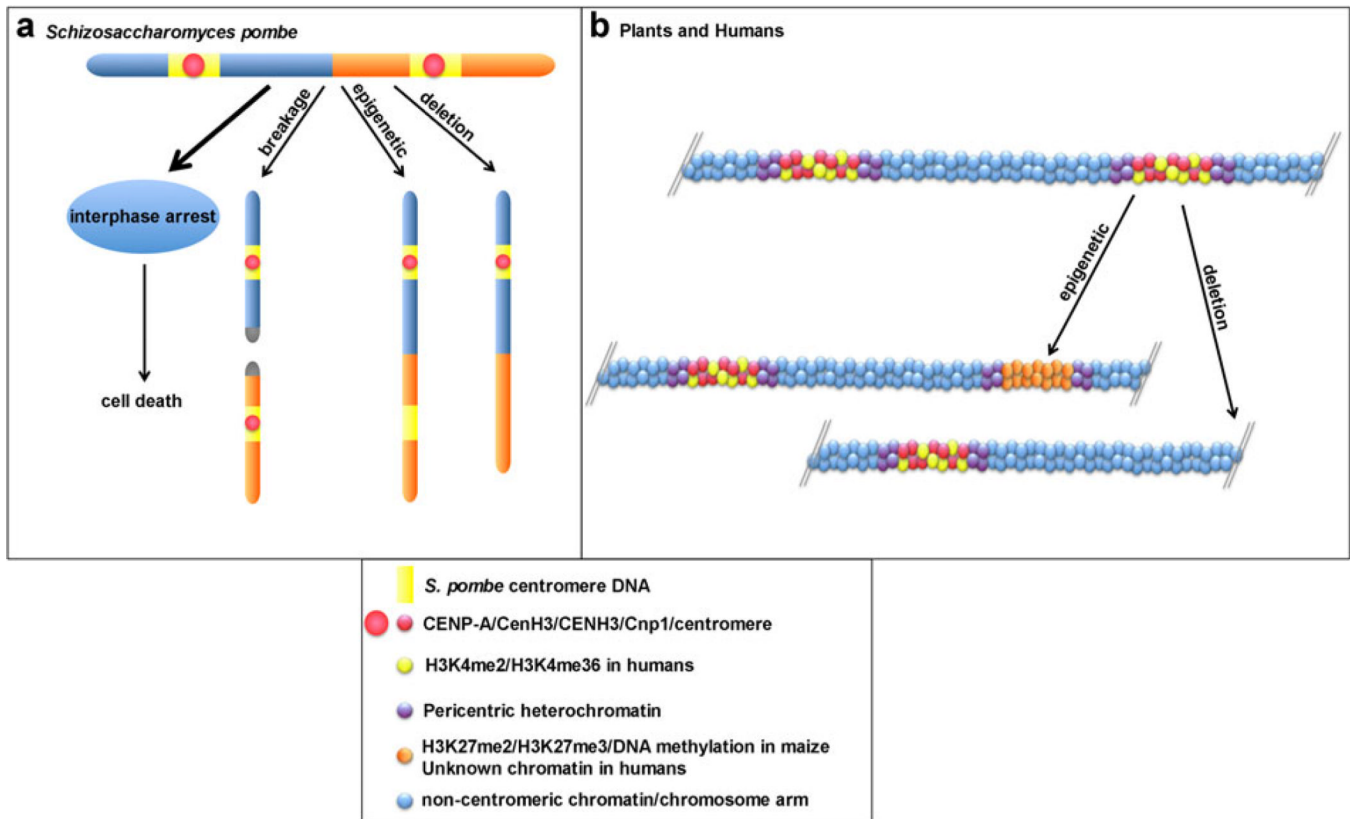 a Schizosaccharomyces pombe
breakage
epigenetic
deletion
interphase arrest
cell death
b Plants and Humans
epigenetic
deletion
S. pombe centromere DNA
CENP-A/CenH3/CENH3/Cnp1/centromere
H3K4me2/H3K4me36 in humans
Pericentric heterochromatin
H3K27me2/H3K27me3/DNA methylation in maize
Unknown chromatin in humans
non-centromeric chromatin/chromosome arm